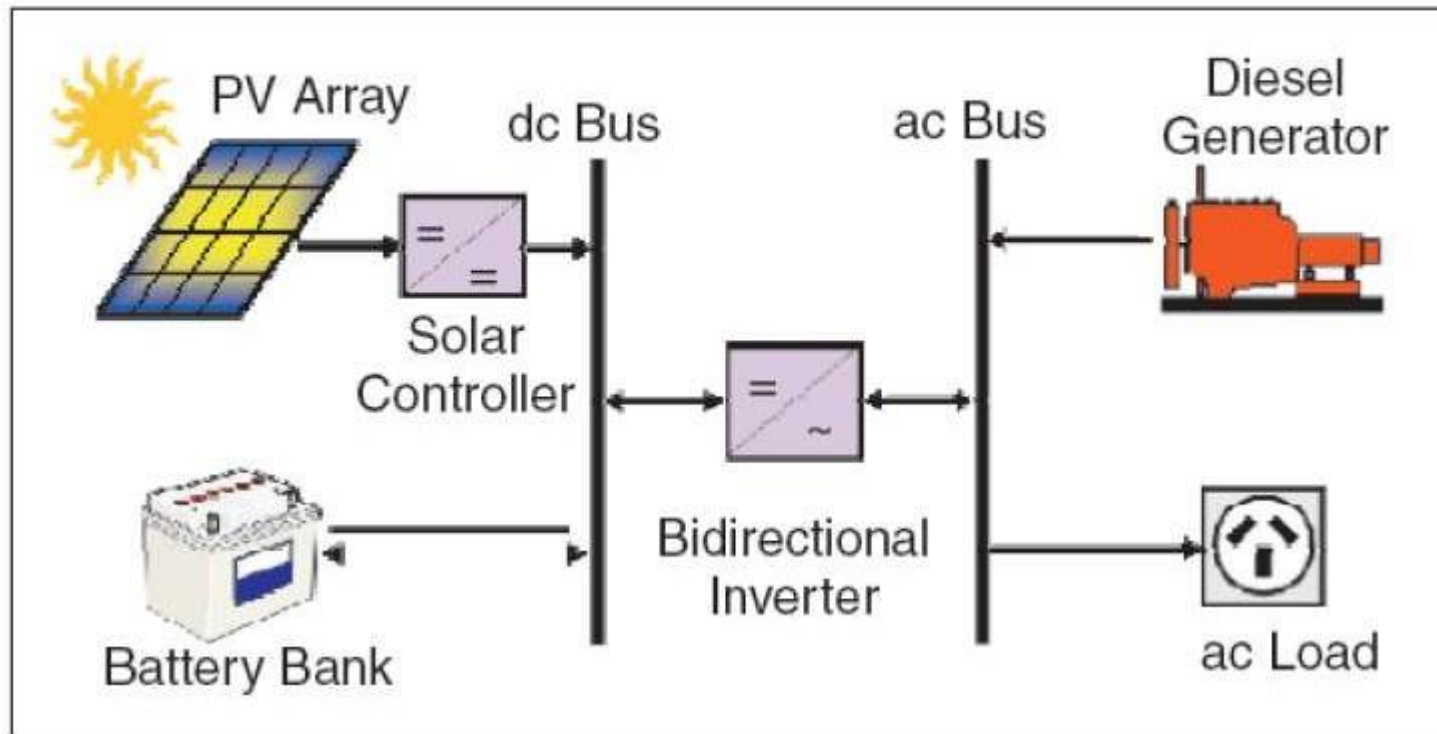 PV Array
dc Bus
ac Bus
Diesel
Generator
=
=
Solar
Controller
=
~
Bidirectional
Inverter
Battery Bank
ac Load